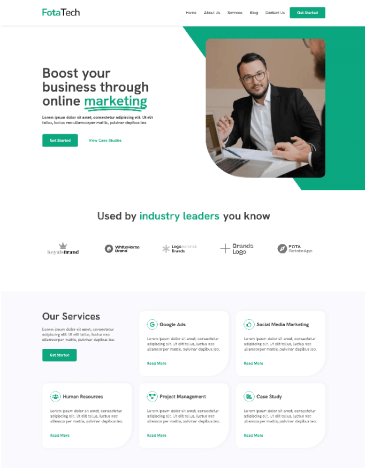 FotaTech
Home About Us Services Blog Contact Us Get Started
Boost your
business through
online marketing
Lorem ipsum dolor sit amet, consectetur adipiscing elit. Ut elit
tellus, luctus nec ullamcorper mattis, pulvinar dapibus leo.
Get Started View Case Studies
Used by industry leaders you know
Our Services
Lorem ipsum dolor sit amet, consectetur
adipiscing elit. Ut elit tellus, luctus nec
ullamcorper mattis, pulvinar dapibus leo.
Get Started
Google Ads
Lorem ipsum dolor sit amet, consectetur
adipiscing elit. Ut elit tellus, luctus nec
ullamcorper mattis, pulvinar dapibus leo.
Read More
Social Media Marketing
Lorem ipsum dolor sit amet, consectetur
adipiscing elit. Ut elit tellus, luctus nec
ullamcorper mattis, pulvinar dapibus leo.
Read More
Human Resources
Lorem ipsum dolor sit amet, consectetur
adipiscing elit. Ut elit tellus, luctus nec
ullamcorper mattis, pulvinar dapibus leo.
Read More
Project Management
Lorem ipsum dolor sit amet, consectetur
adipiscing elit. Ut elit tellus, luctus nec
ullamcorper mattis, pulvinar dapibus leo.
Read More
Case Study
Lorem ipsum dolor sit amet, consectetur
adipiscing elit. Ut elit tellus, luctus nec
ullamcorper mattis, pulvinar dapibus leo.
Read More